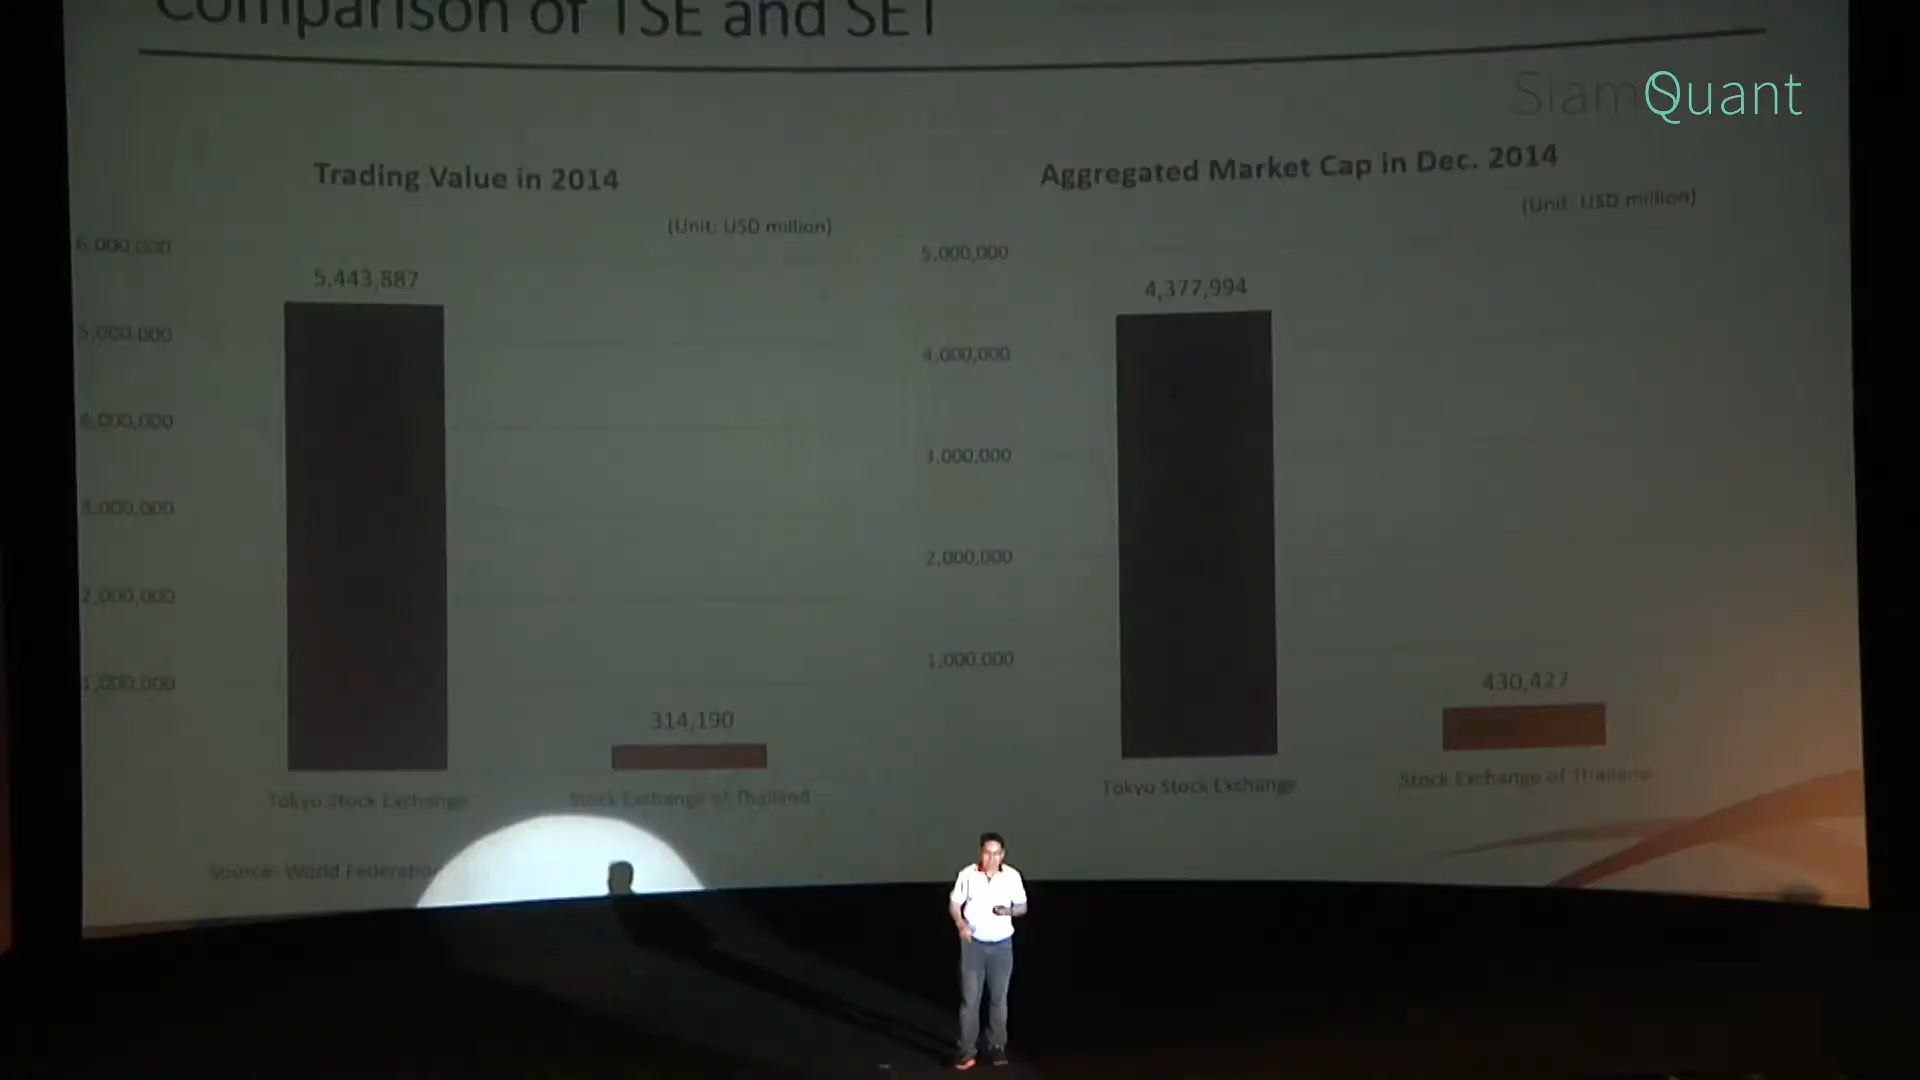 Comparison of TSE and SET
SiamQuant
Trading Value in 2014
(Unit: USD million)
6,000,000
5,000,000
4,000,000
3,000,000
2,000,000
1,000,000
5,443,887
314,190
Tokyo Stock Exchange
Stock Exchange of Thailand
Aggregated Market Cap in Dec. 2014
(Unit: USD million)
5,000,000
4,000,000
3,000,000
2,000,000
1,000,000
4,377,994
430,427
Tokyo Stock Exchange
Stock Exchange of Thailand
Source: World Federation